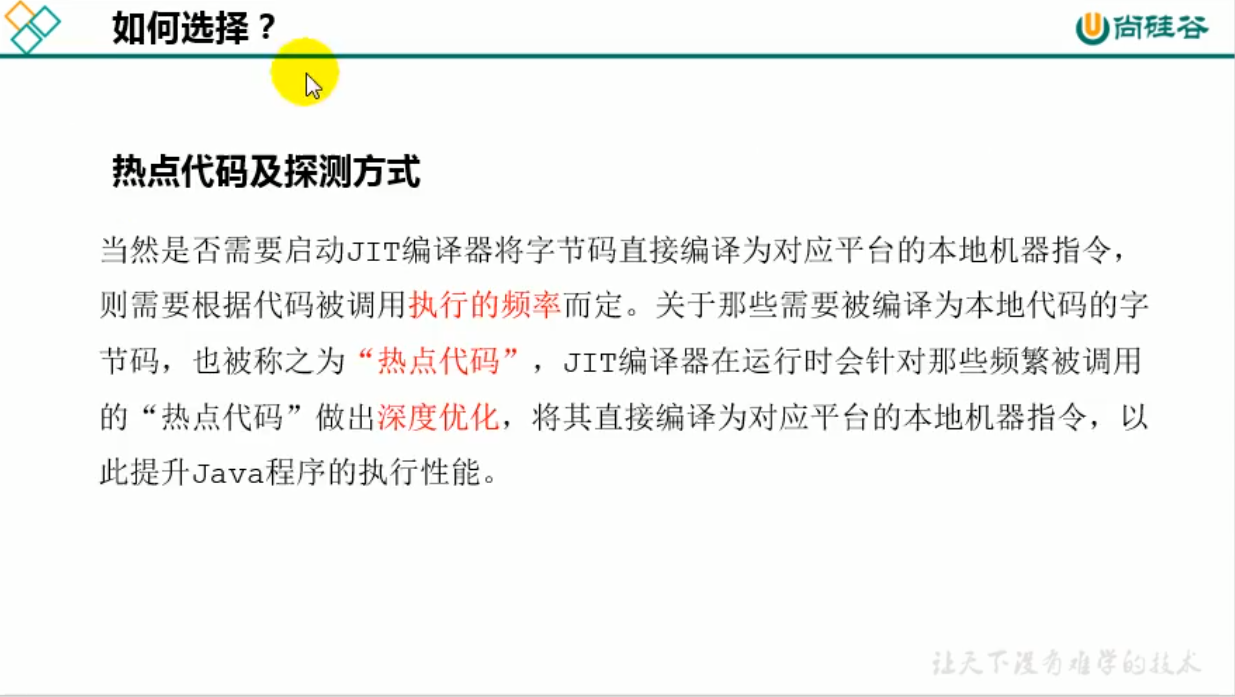 如何选择？
尚硅谷
热点代码及探测方式
当然是否需要启动JIT编译器将字节码直接编译为对应平台的本地机器指令，
则需要根据代码被调用执行的频率而定。关于那些需要被编译为本地代码的字
节码，也被称之为“热点代码”，JIT编译器在运行时会针对那些频繁被调用
的“热点代码”做出深度优化，将其直接编译为对应平台的本地机器指令，以
此提升Java程序的执行性能。
让天下没有难学的技术